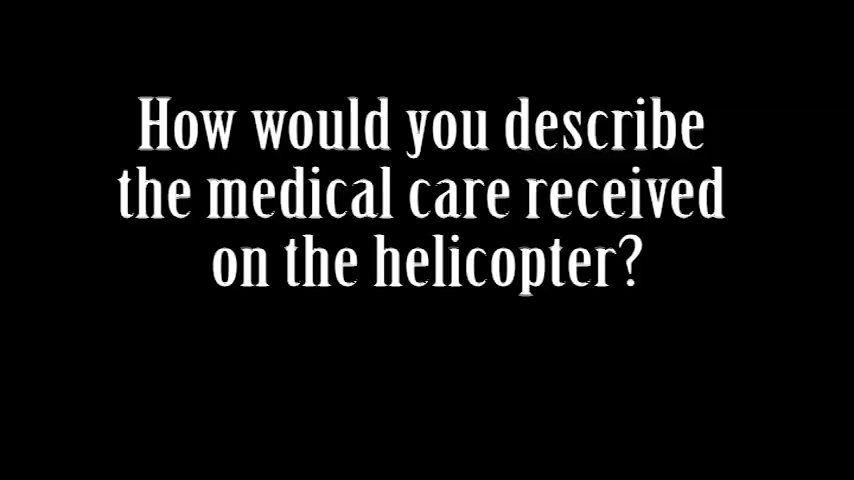 How would you describe
the medical care received
on the helicopter?